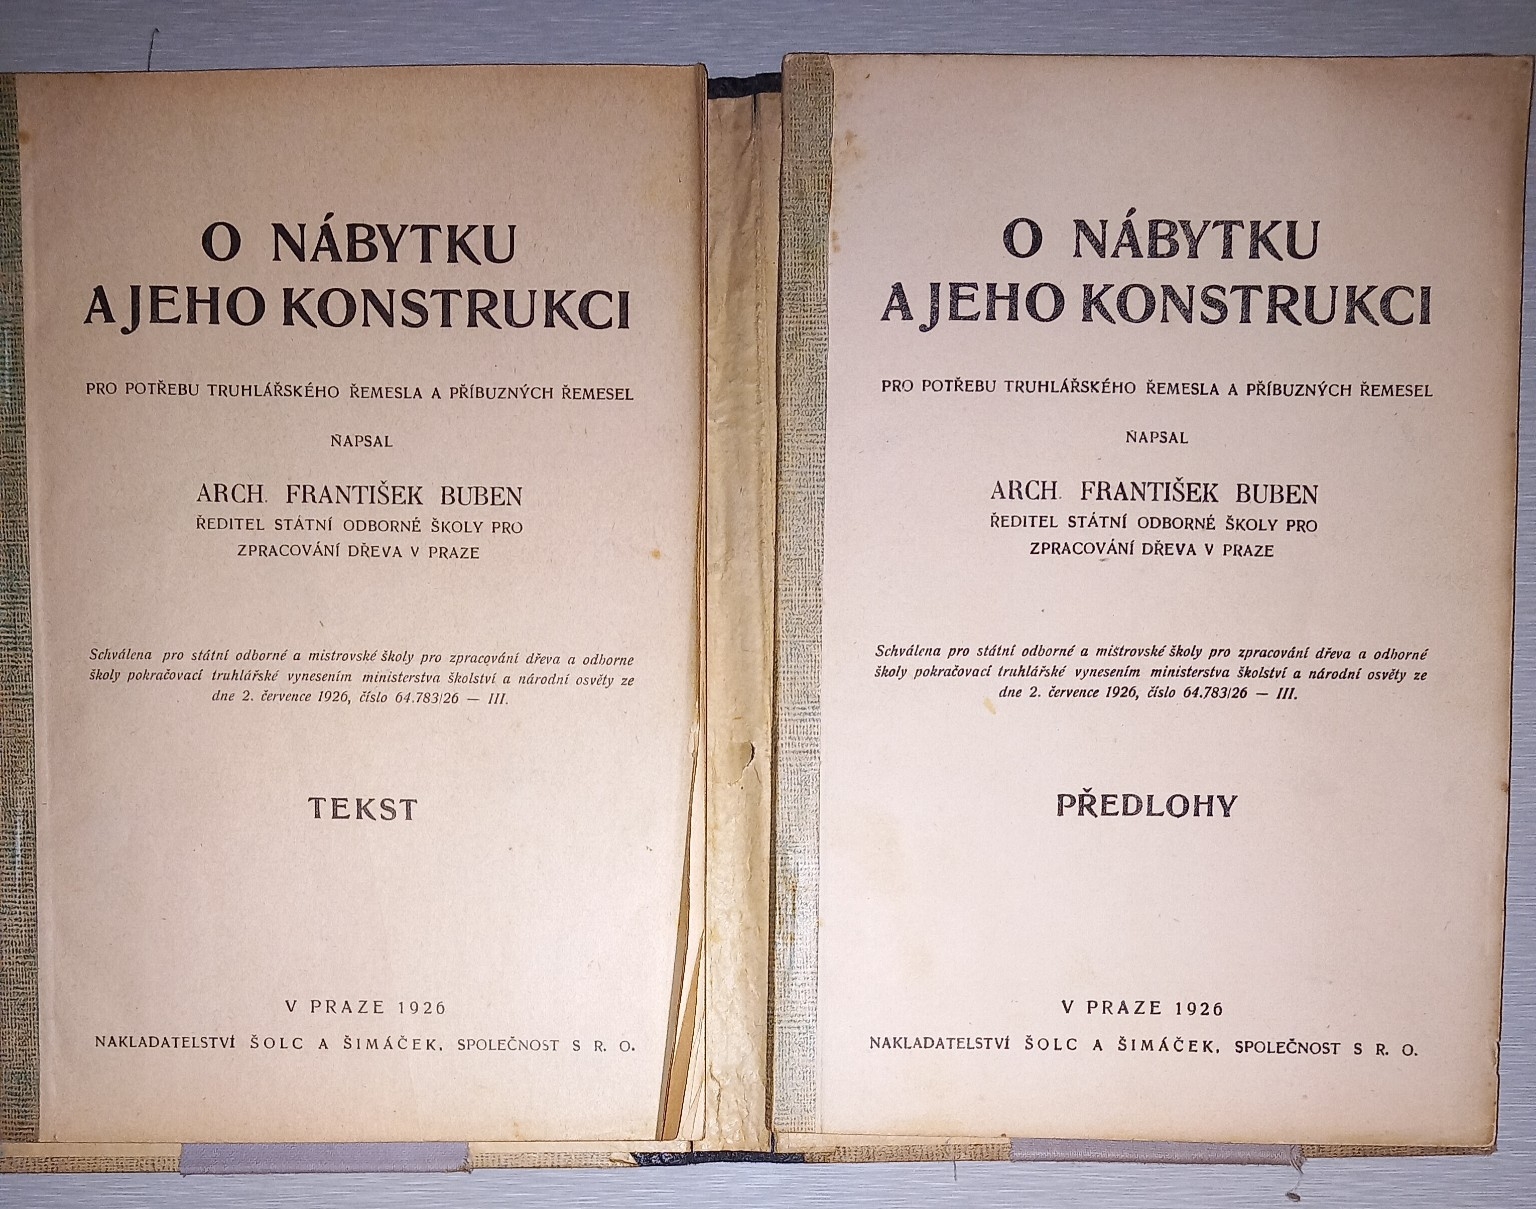 O NÁBYTKU
A JEHO KONSTRUKCI
PRO POTŘEBU TRUHLÁŘSKÉHO ŘEMESLA A PŘÍBUZNÝCH ŘEMESEL
NAPSAL
ARCH. FRANTIŠEK BUBEN
ŘEDITEL STÁTNÍ ODBORNÉ ŠKOLY PRO
ZPRACOVÁNÍ DŘEVA V PRAZE
Schválena pro státní odborné a mistrovské školy pro zpracování dřeva a odborne
školy pokračovací truhlářské vynesením ministerstva školství a národní osvěty ze
dne 2. července 1926, číslo 64.783/26 — III.
TEKST
V PRAZE 1926
NAKLADATELSTVÍ ŠOLC A ŠIMÁČEK, SPOLEČNOST S R. O.
O NÁBYTKU
A JEHO KONSTRUKCI
PRO POTŘEBU TRUHLÁŘSKÉHO ŘEMESLA A PŘÍBUZNÝCH ŘEMESEL
NAPSAL
ARCH. FRANTIŠEK BUBEN
ŘEDITEL STÁTNÍ ODBORNÉ ŠKOLY PRO
ZPRACOVÁNÍ DŘEVA V PRAZE
Schválena pro státní odborné a mistrovské školy pro zpracování dřeva a odborné
školy pokračovací truhlářské vynesením ministerstva školství a národní osvěty ze
dne 2. července 1926, číslo 64.783/26 — III.
PŘEDLOHY
V PRAZE 1926
NAKLADATELSTVÍ ŠOLC A ŠIMÁČEK, SPOLEČNOST S R. O.